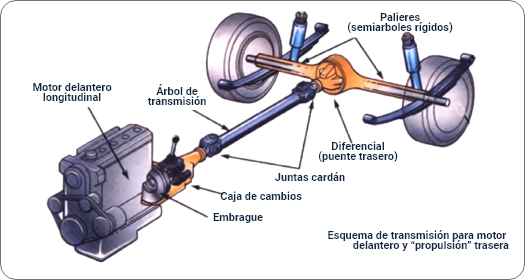 Palieres
(semiarboles rígidos)
Motor delantero
longitudinal
Árbol de
transmisión
Diferencial
(puente trasero)
Juntas cardán
Caja de cambios
Embrague
Esquema de transmisión para motor
delantero y “propulsión” trasera